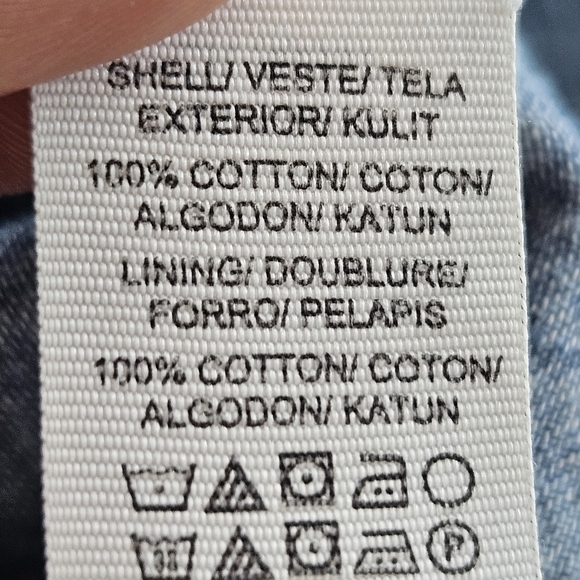 SHELL/ VESTE/ TELA
EXTERIOR/ KULIT
100% COTTON/ COTON/
ALGODON/ KATUN
LINING/ DOUBLURE/
FORRO/ PELAPIS
100% COTTON/ COTON/
ALGODON/ KATUN
P